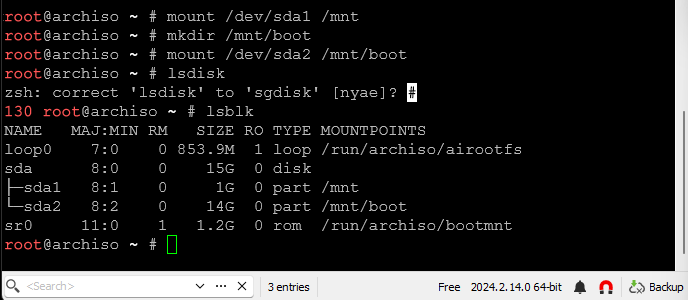 root@archiso ~ # mount /dev/sda1 /mnt
root@archiso ~ # mkdir /mnt/boot
root@archiso ~ # mount /dev/sda2 /mnt/boot
root@archiso ~ # lsdisk
zsh: correct 'lsdisk' to 'sgdisk' [nyae]? #
130 root@archiso ~ # lsblk
NAME   MAJ:MIN RM   SIZE RO TYPE MOUNTPOINTS
loop0    7:0    0 853.9M  1 loop /run/archiso/airootfs
sda      8:0    0    15G  0 disk
├─sda1   8:1    0     1G  0 part /mnt
└─sda2   8:2    0    14G  0 part /mnt/boot
sr0     11:0    1   1.2G  0 rom  /run/archiso/bootmnt
root@archiso ~ #
<Search> ... 3 entries Free 2024.2.14.0 64-bit Backup